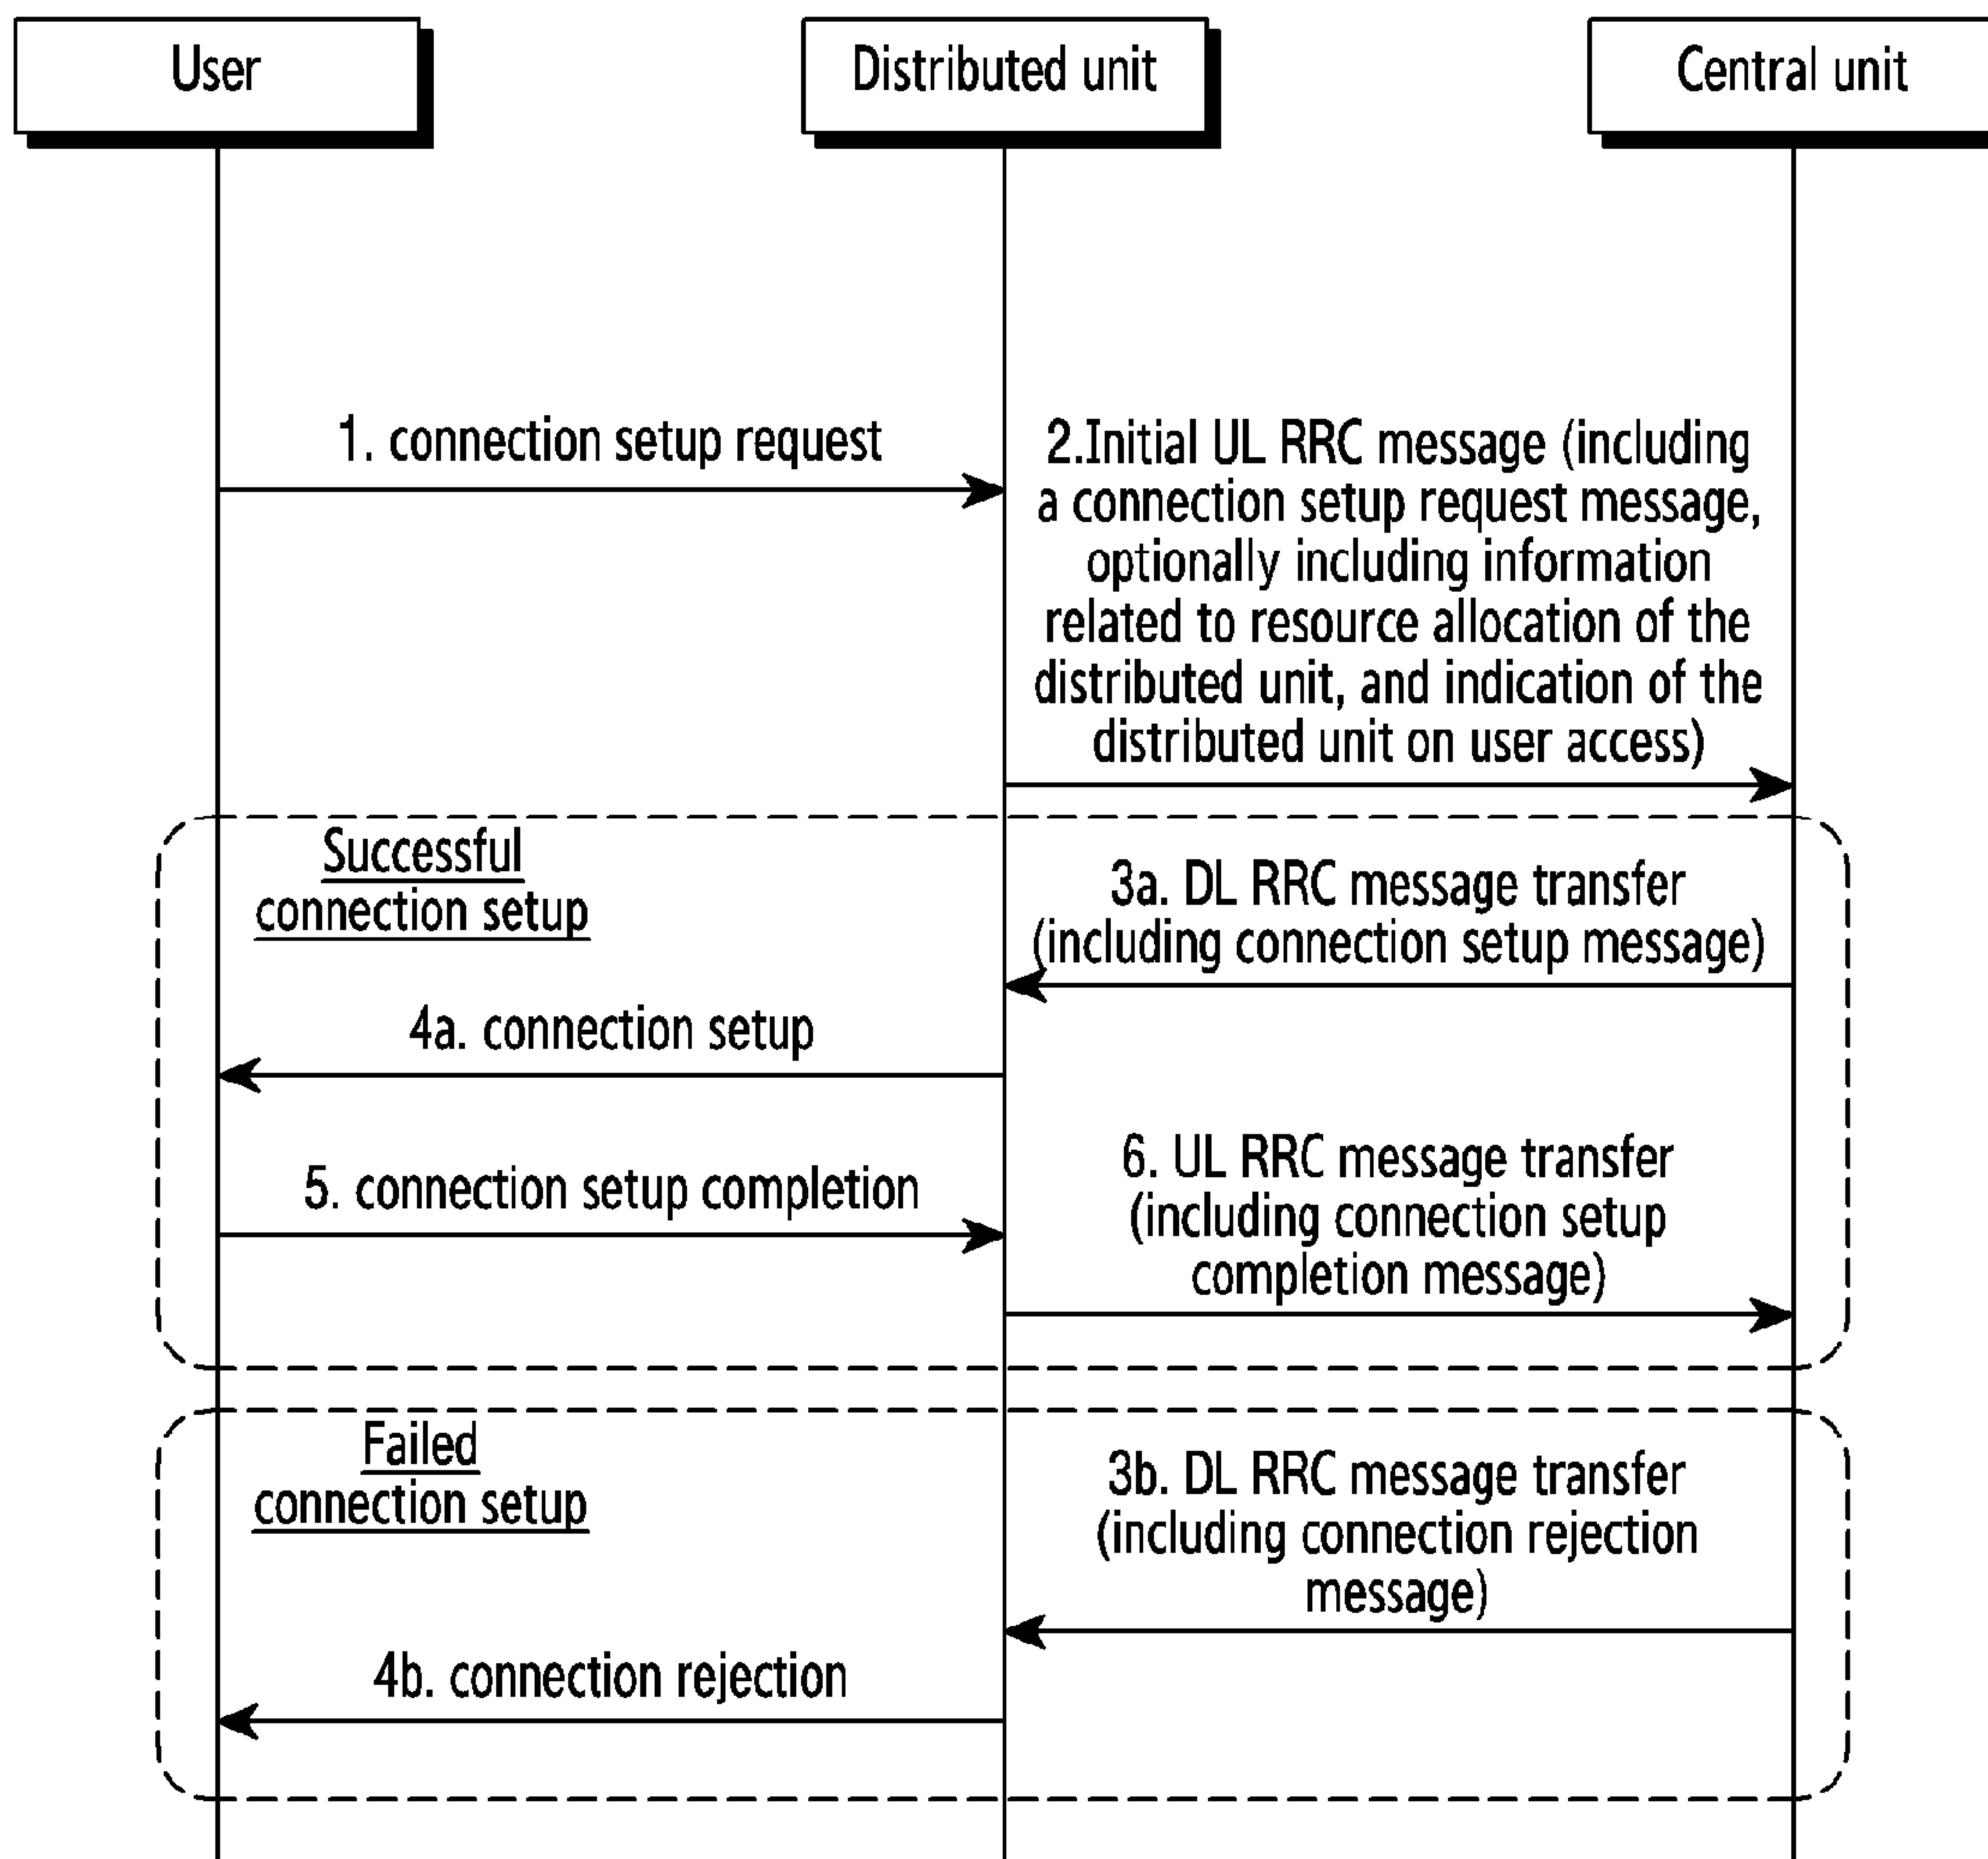 User
Distributed unit
Central unit
1. connection setup request
2.Initial UL RRC message (including
a connection setup request message,
optionally including information
related to resource allocation of the
distributed unit, and indication of the
distributed unit on user access)
Successful
connection setup
3a. DL RRC message transfer
(including connection setup message)
4a. connection setup
5. connection setup completion
6. UL RRC message transfer
(including connection setup
completion message)
Failed
connection setup
3b. DL RRC message transfer
(including connection rejection
message)
4b. connection rejection